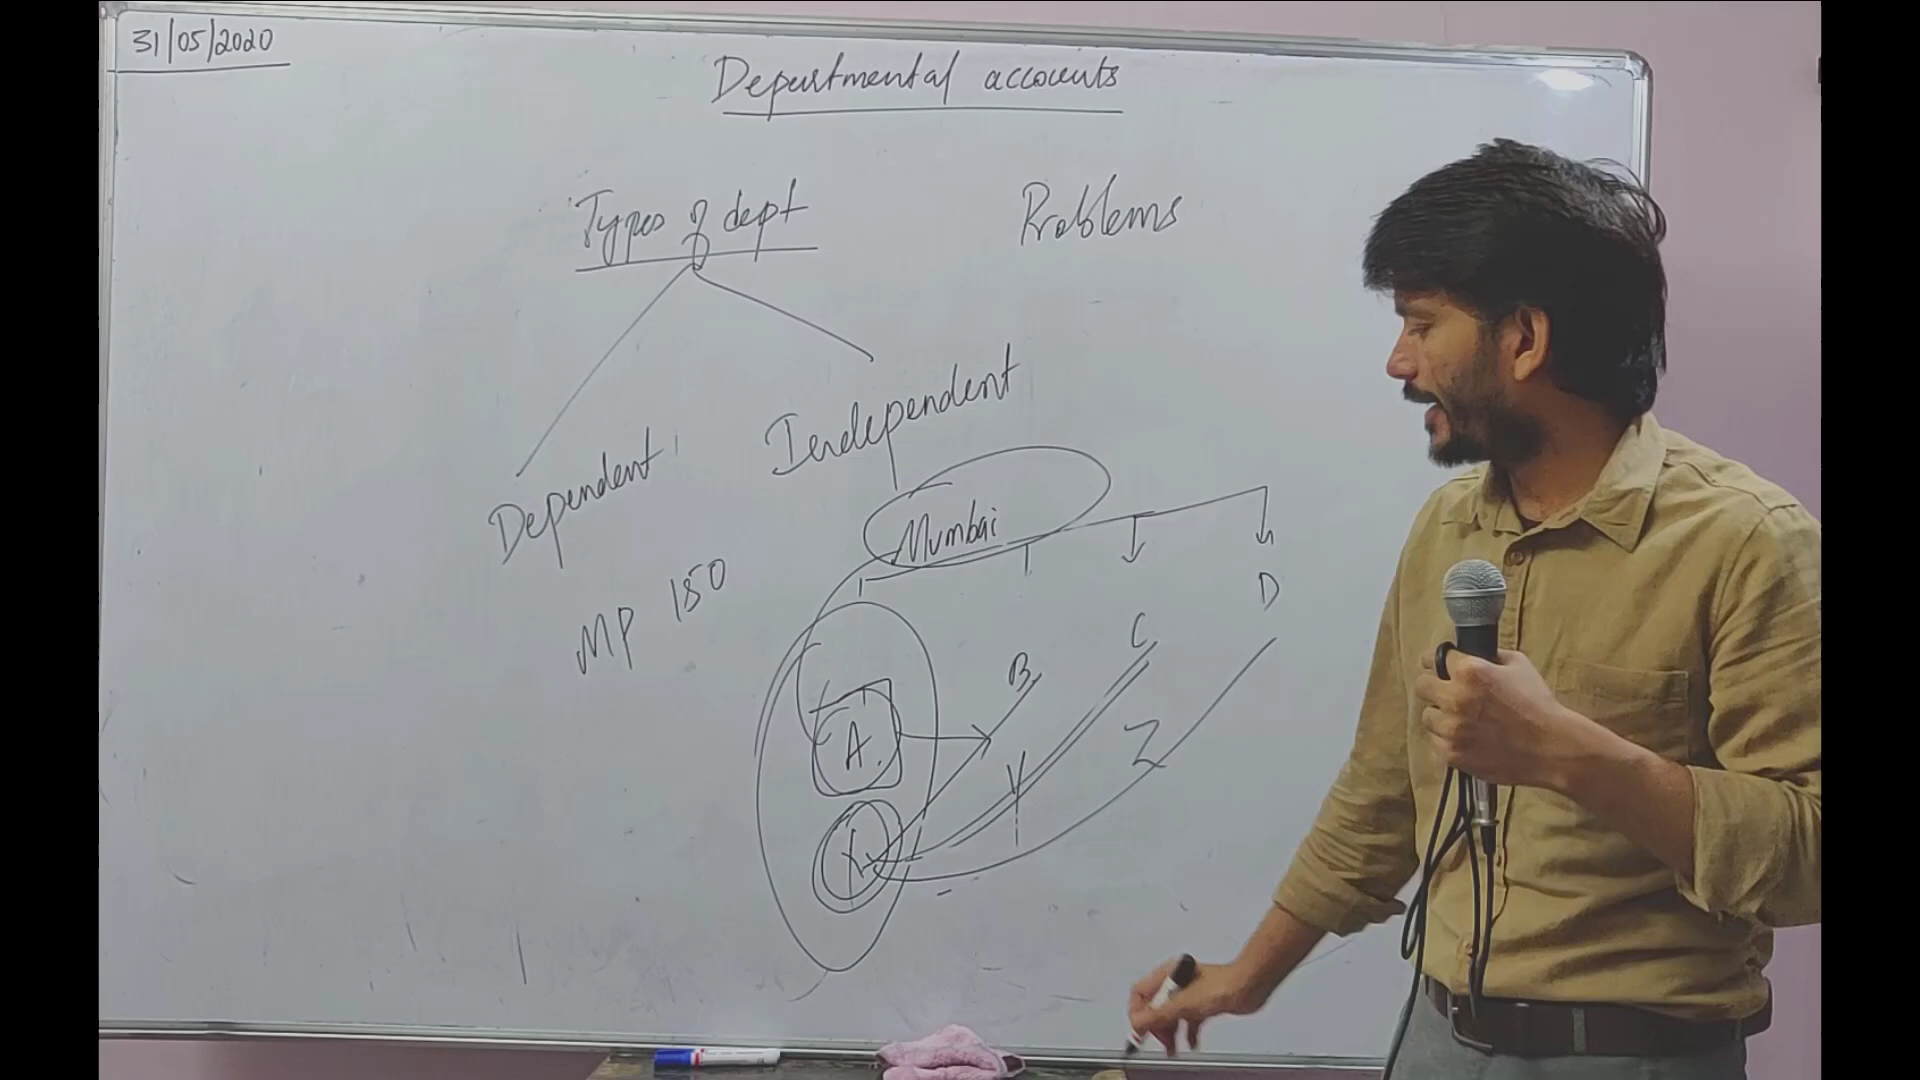 31/05/2020
Departmental accounts
Types of dept
Problems
Dependent
Independent
Mumbai
MP 150
A
B
C
D
X
Y
Z